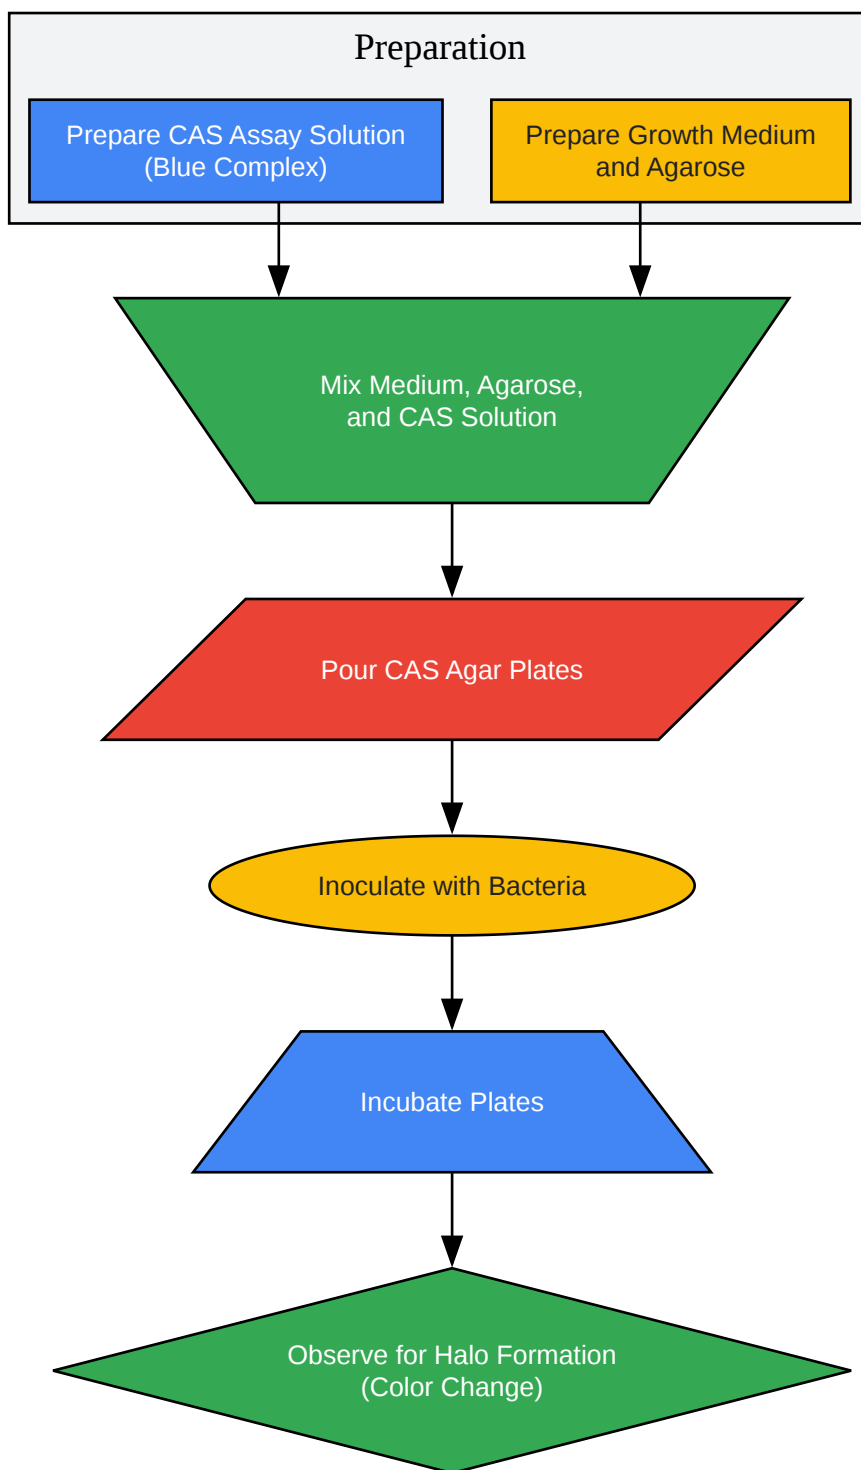 Preparation
Prepare CAS Assay Solution
(Blue Complex)
Prepare Growth Medium
and Agarose
Mix Medium, Agarose,
and CAS Solution
Pour CAS Agar Plates
Inoculate with Bacteria
Incubate Plates
Observe for Halo Formation
(Color Change)